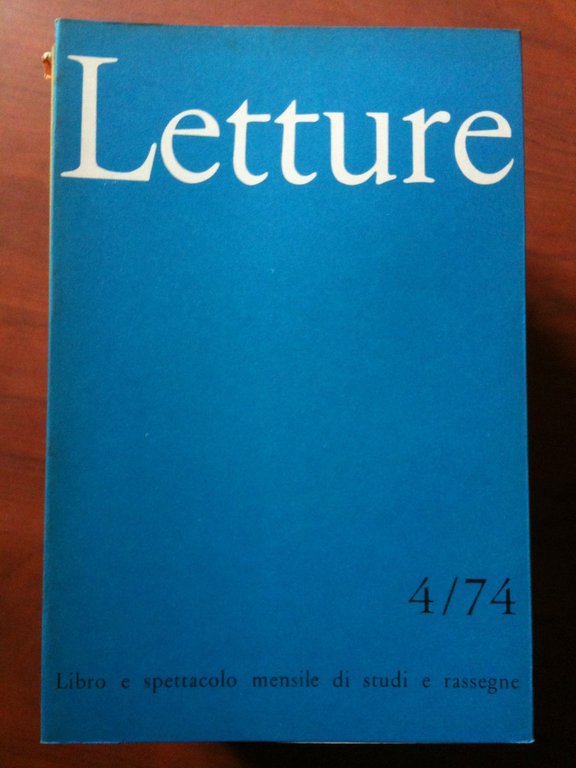 Letture
4/74
Libro e spettacolo mensile di studi e rassegne